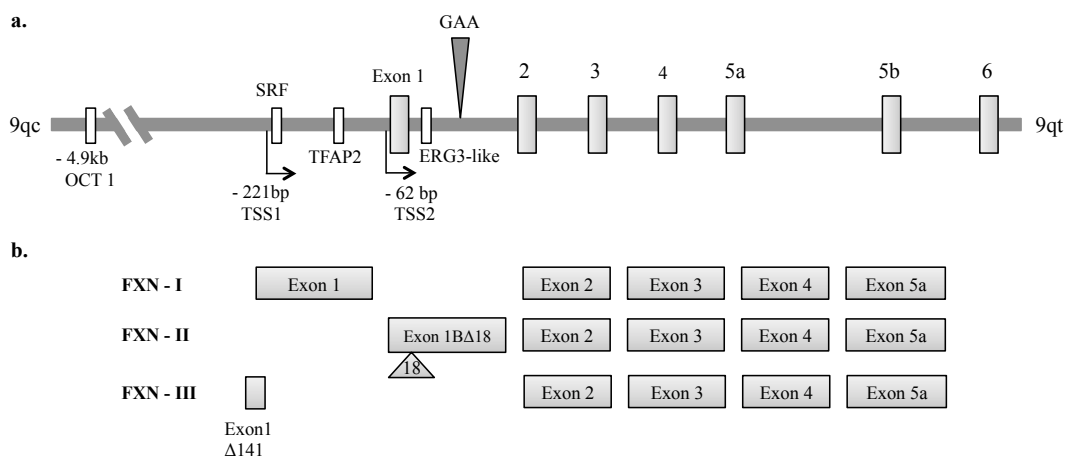 a.
GAA
Exon 1
2 3 4 5a 5b 6
SRF
9qc
9qt
TFAP2
ERG3-like
- 4.9kb
OCT 1
- 221bp
TSS1
- 62 bp
TSS2
b.
FXN - I Exon 1 Exon 2 Exon 3 Exon 4 Exon 5a
FXN - II Exon 1BΔ18 Exon 2 Exon 3 Exon 4 Exon 5a
18
FXN - III Exon 2 Exon 3 Exon 4 Exon 5a
Exon1
Δ141